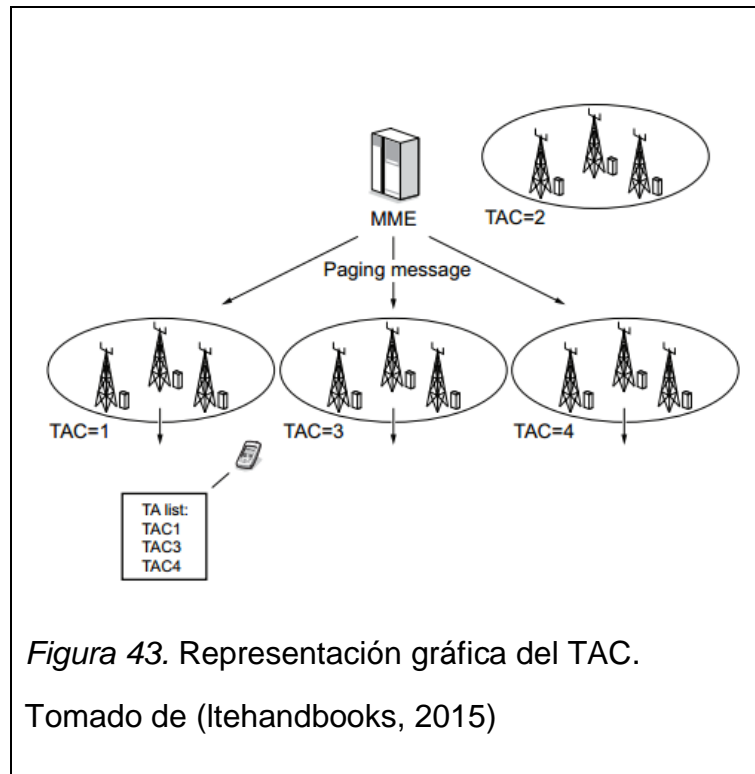 MME
TAC=2
Paging message
TAC=1
TAC=3
TAC=4
TA list:
TAC1
TAC3
TAC4
Figura 43. Representación gráfica del TAC.
Tomado de (ltehandbooks, 2015)